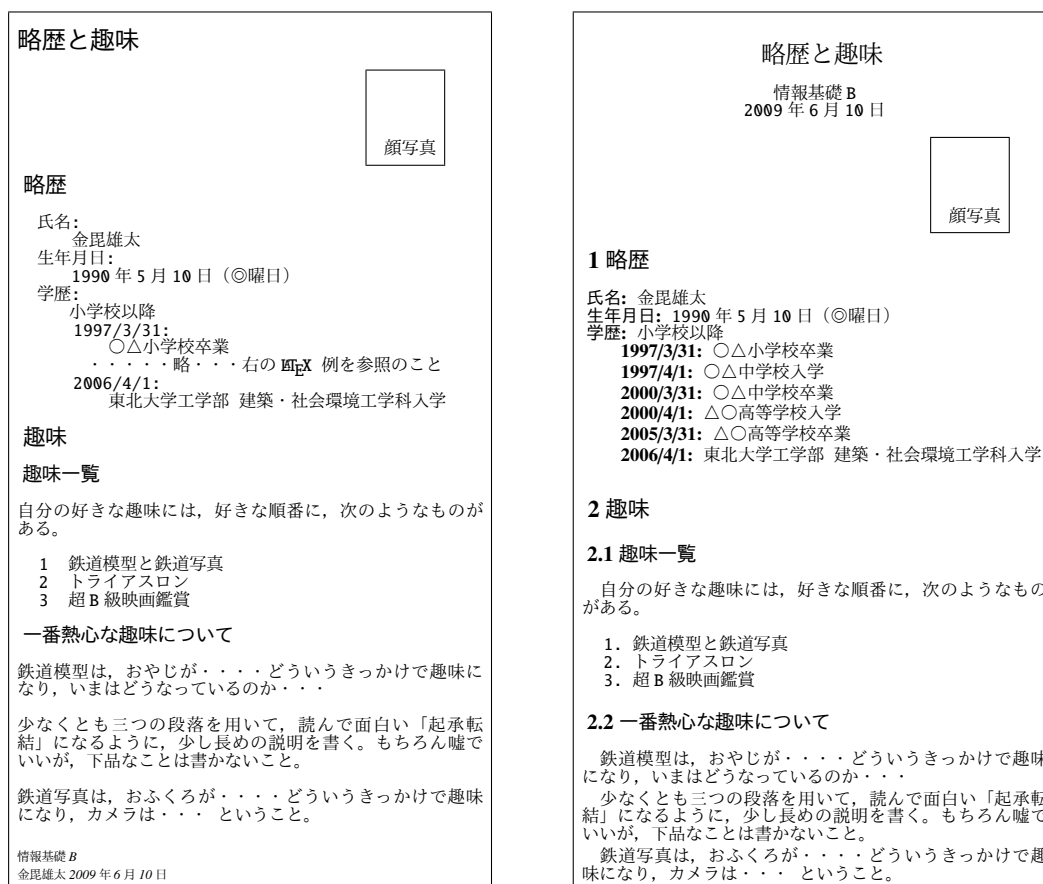 略歴と趣味
顔写真
略歴
氏名:
金毘雄太
生年月日:
1990 年 5 月 10 日（◎曜日）
学歴:
小学校以降
1997/3/31:
○△小学校卒業
・・・・・略・・・右の LATEX 例を参照のこと
2006/4/1:
東北大学工学部 建築・社会環境工学科入学
趣味
趣味一覧
自分の好きな趣味には，好きな順番に，次のようなものが
ある。
1 鉄道模型と鉄道写真
2 トライアスロン
3 超 B 級映画鑑賞
一番熱心な趣味について
鉄道模型は，おやじが・・・・どういうきっかけで趣味に
なり，いまはどうなっているのか・・・
少なくとも三つの段落を用いて，読んで面白い「起承転
結」になるように，少し長めの説明を書く。もちろん嘘で
いいが，下品なことは書かないこと。
鉄道写真は，おふくろが・・・・どういうきっかけで趣味
になり，カメラは・・・ ということ。
情報基礎 B
金毘雄太 2009 年 6 月 10 日
略歴と趣味
情報基礎 B
2009 年 6 月 10 日
顔写真
1 略歴
氏名: 金毘雄太
生年月日: 1990 年 5 月 10 日（◎曜日）
学歴: 小学校以降
1997/3/31: ○△小学校卒業
1997/4/1: ○△中学校入学
2000/3/31: ○△中学校卒業
2000/4/1: △○高等学校入学
2005/3/31: △○高等学校卒業
2006/4/1: 東北大学工学部 建築・社会環境工学科入学
2 趣味
2.1 趣味一覧
自分の好きな趣味には，好きな順番に，次のようなもの
がある。
1. 鉄道模型と鉄道写真
2. トライアスロン
3. 超 B 級映画鑑賞
2.2 一番熱心な趣味について
鉄道模型は，おやじが・・・・どういうきっかけで趣味
になり，いまはどうなっているのか・・・
少なくとも三つの段落を用いて，読んで面白い「起承転
結」になるように，少し長めの説明を書く。もちろん嘘で
いいが，下品なことは書かないこと。
鉄道写真は，おふくろが・・・・どういうきっかけで趣
味になり，カメラは・・・ ということ。